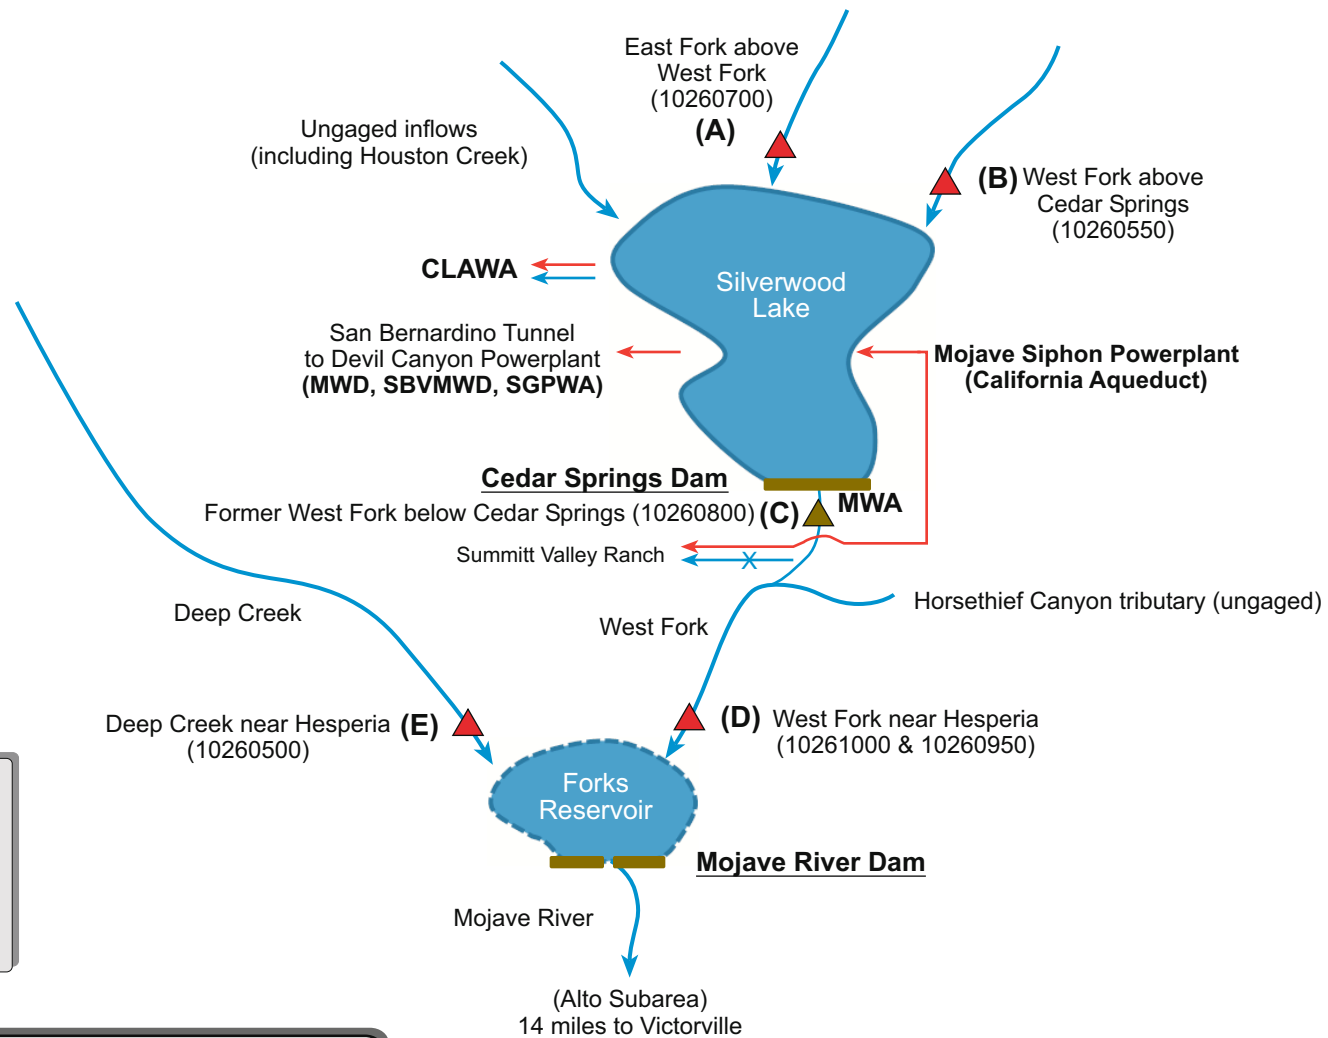 East Fork above
West Fork
(10260700)
(A)
Ungaged inflows
(including Houston Creek)
(B) West Fork above
Cedar Springs
(10260550)
CLAWA
Silverwood
Lake
San Bernardino Tunnel
to Devil Canyon Powerplant
(MWD, SBVMWD, SGPWA)
Mojave Siphon Powerplant
(California Aqueduct)
Cedar Springs Dam
MWA
Former West Fork below Cedar Springs (10260800) (C)
Summitt Valley Ranch
X
Horsethief Canyon tributary (ungaged)
Deep Creek
West Fork
Deep Creek near Hesperia (E)
(10260500)
(D) West Fork near Hesperia
(10261000 & 10260950)
Forks
Reservoir
Mojave River Dam
Mojave River
(Alto Subarea)
14 miles to Victorville